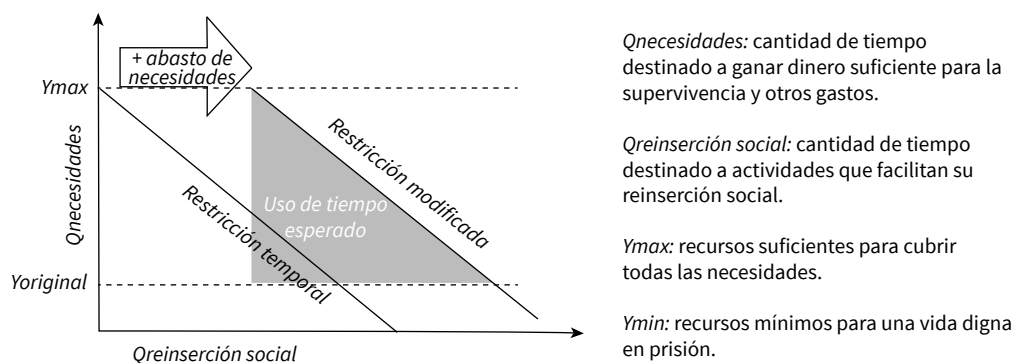 + abasto de
necesidades
Ymax
Qnecesidades
Restricción modificada
Uso de tiempo
esperado
Restricción temporal
Yoriginal
Qreinserción social
Qnecesidades: cantidad de tiempo
destinado a ganar dinero suficiente para la
supervivencia y otros gastos.
Qreinserción social: cantidad de tiempo
destinado a actividades que facilitan su
reinserción social.
Ymax: recursos suficientes para cubrir
todas las necesidades.
Ymin: recursos mínimos para una vida digna
en prisión.